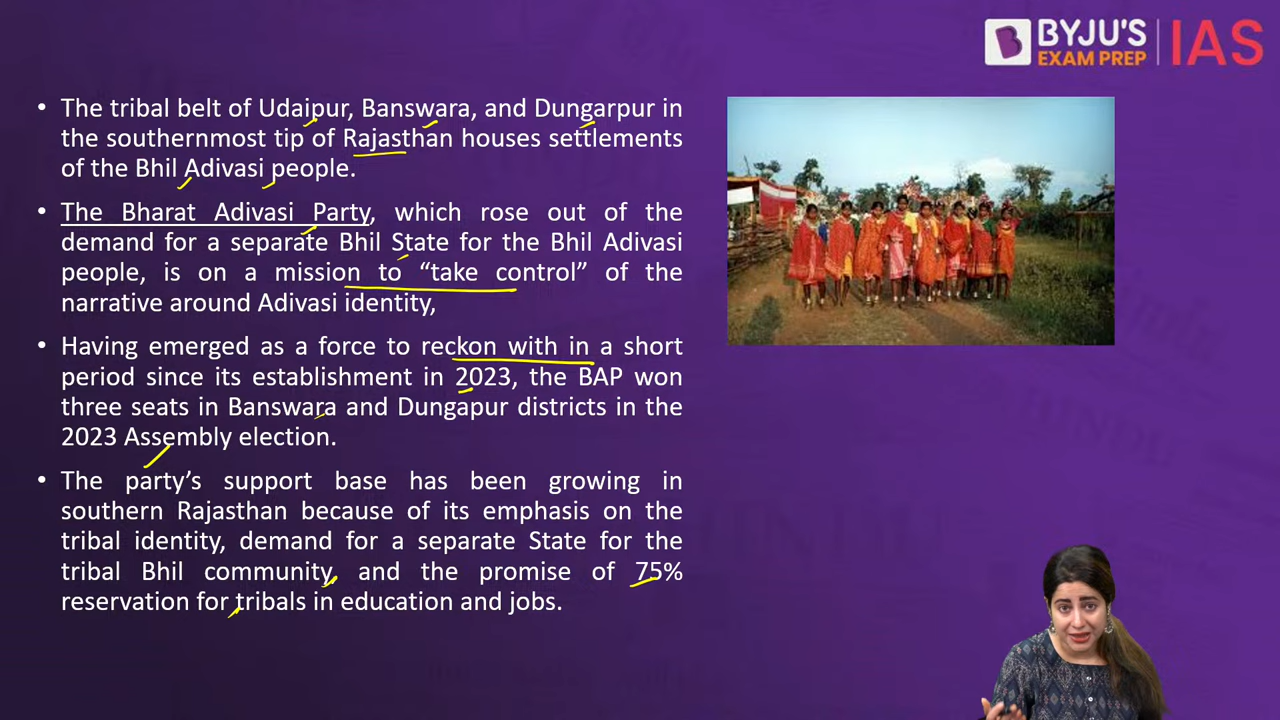 BYJU'S
EXAM PREP
IAS
• The tribal belt of Udaipur, Banswara, and Dungarpur in
the southernmost tip of Rajasthan houses settlements
of the Bhil Adivasi people.
• The Bharat Adivasi Party, which rose out of the
demand for a separate Bhil State for the Bhil Adivasi
people, is on a mission to “take control” of the
narrative around Adivasi identity,
• Having emerged as a force to reckon with in a short
period since its establishment in 2023, the BAP won
three seats in Banswara and Dungapur districts in the
2023 Assembly election.
• The party’s support base has been growing in
southern Rajasthan because of its emphasis on the
tribal identity, demand for a separate State for the
tribal Bhil community, and the promise of 75%
reservation for tribals in education and jobs.